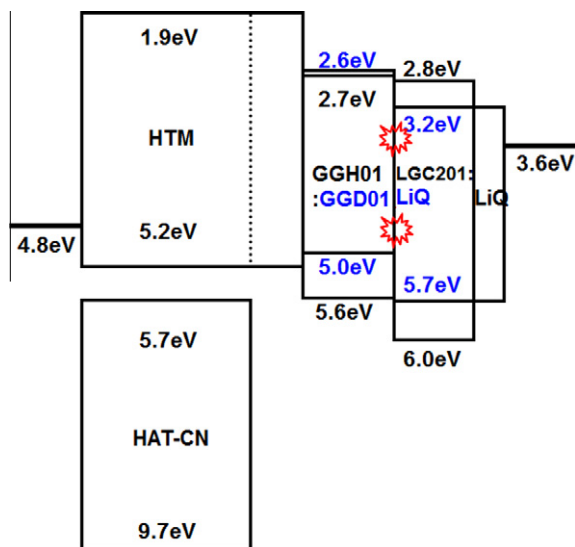 1.9eV
2.6eV
2.8eV
2.7eV
3.2eV
HTM
3.6eV
GGH01
LGC201:
:GGD01
LiQ
LiQ
5.2eV
4.8eV
5.0eV
5.7eV
5.6eV
5.7eV
6.0eV
HAT-CN
9.7eV